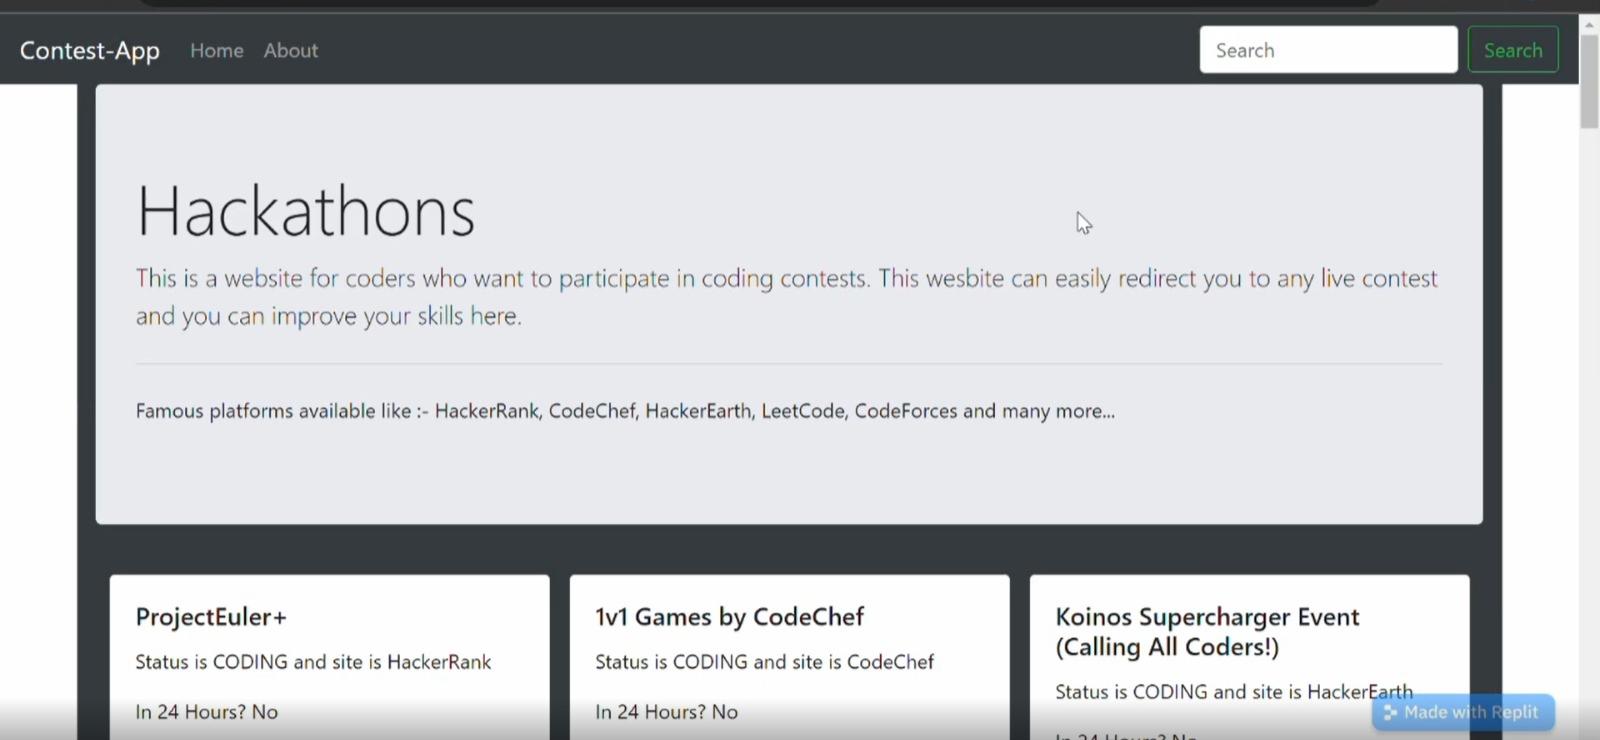 Contest-App Home About Search Search
Hackathons
This is a website for coders who want to participate in coding contests. This wesbite can easily redirect you to any live contest
and you can improve your skills here.
Famous platforms available like :- HackerRank, CodeChef, HackerEarth, LeetCode, CodeForces and many more...
ProjectEuler+
Status is CODING and site is HackerRank
In 24 Hours? No
1v1 Games by CodeChef
Status is CODING and site is CodeChef
In 24 Hours? No
Koinos Supercharger Event
(Calling All Coders!)
Status is CODING and site is HackerEarth
In 24 Hours? No
Made with Replit